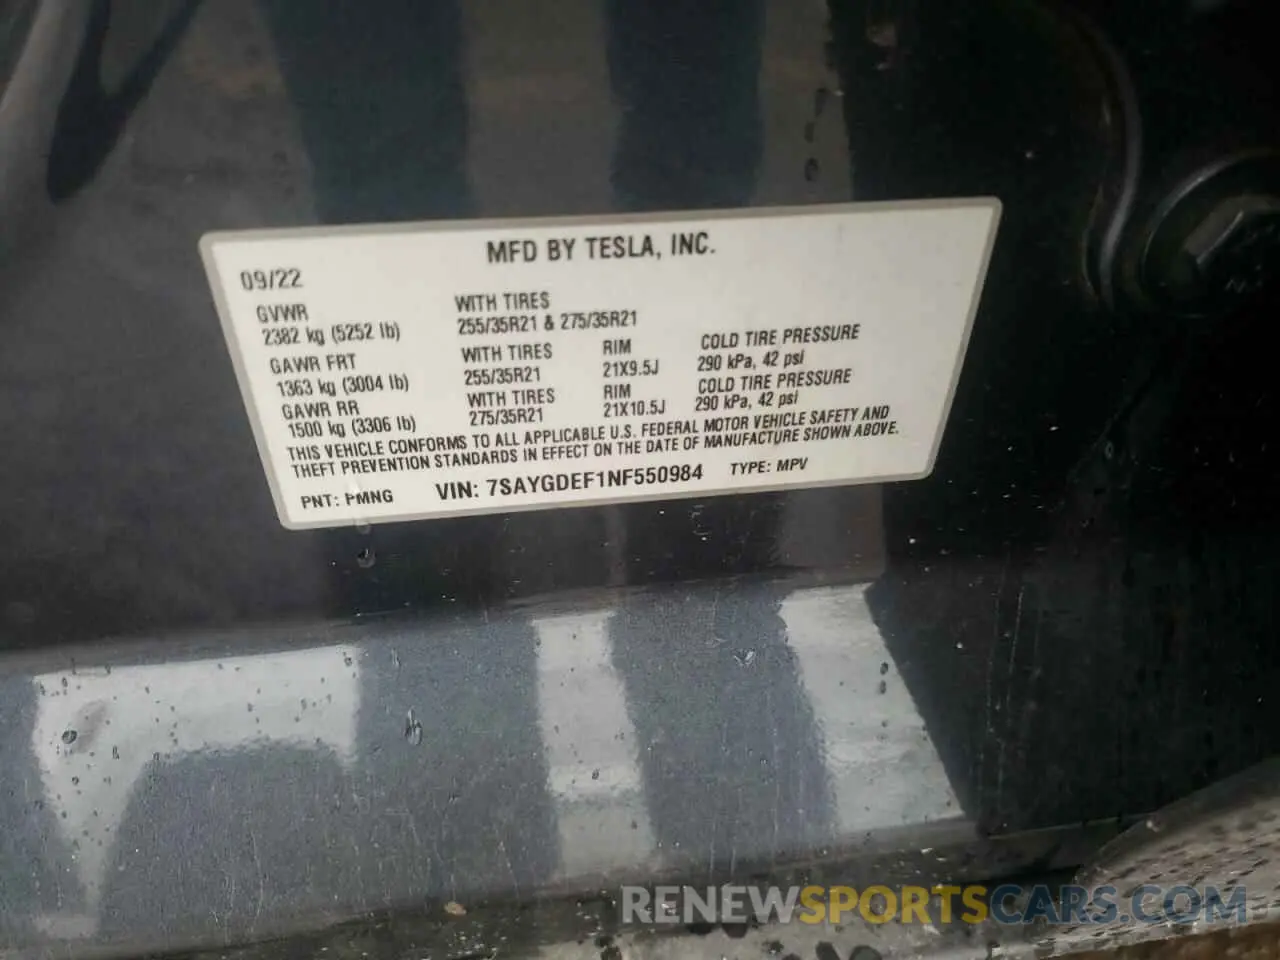 MFD BY TESLA, INC.
09/22
GVWR WITH TIRES
2382 kg (5252 lb) 255/35R21 & 275/35R21
GAWR FRT WITH TIRES RIM COLD TIRE PRESSURE
1363 kg (3004 lb) 255/35R21 21X9.5J 290 kPa, 42 psi
GAWR RR WITH TIRES RIM COLD TIRE PRESSURE
1500 kg (3306 lb) 275/35R21 21X10.5J 290 kPa, 42 psi
THIS VEHICLE CONFORMS TO ALL APPLICABLE U.S. FEDERAL MOTOR VEHICLE SAFETY AND
THEFT PREVENTION STANDARDS IN EFFECT ON THE DATE OF MANUFACTURE SHOWN ABOVE.
PNT: PMNG VIN: 7SAYGDEF1NF550984 TYPE: MPV
RENEWSPORTSCARS.COM